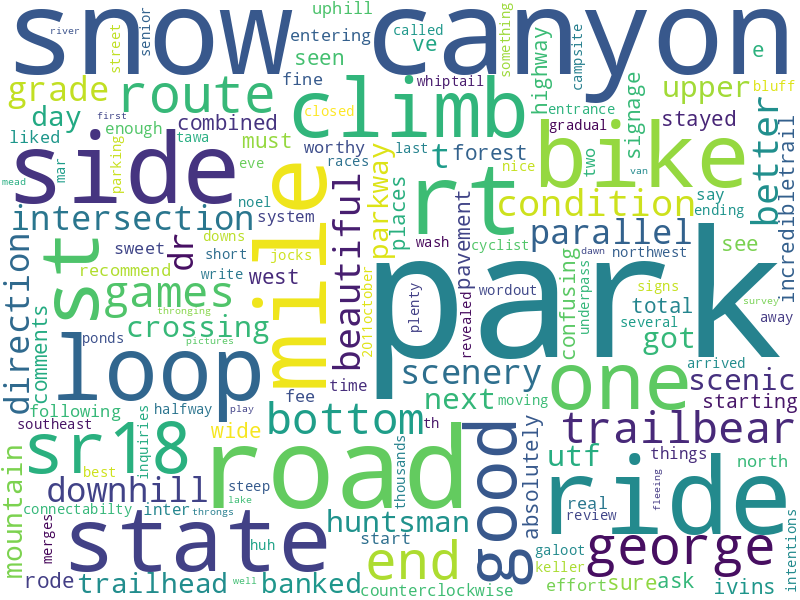 snow canyon
river
street
senior
uphill
entering
seen
called
ve
something
campsite
e
grade
route
climb
highway
upper
bluff
day
first
fine
whiptail
closed
entrance
stayed
liked
tawa
combined
enough
must
worthy
gradual
signage
better
mar
parking
eve
races
last
forest
nice
two
incredibletrail
mead
side
mile
t
rt
bike
van
say
ending
noel
parkway
places
condition
intersection
system
beautiful
wash
pavement
parallel
see
dr
downs
jocks
cyclist
dawn
northwest
sweet
short
recommend
write
west
direction
st
games
2011october
plenty
revealed
wordout
confusing
underpass
signs
total
survey
away
thronging
crossing
several
got
comments
ponds
pictures
loop
park
fee
time
scenery
one
arrived
scenic
following
halfway
play
next
moving
starting
southeast
inquiries
wide
bottom
th
trailbear
sr18
best
road
thousands
good
absolutely
utf
things
north
mountain
downhill
steep
lake
connectabilty
inter
throngs
huntsman
real
review
ride
fleeing
intentions
merges
state
huh
start
end
george
galoot
well
rode
trailhead
banked
counterclockwise
keller
effort
sure
ask
ivins